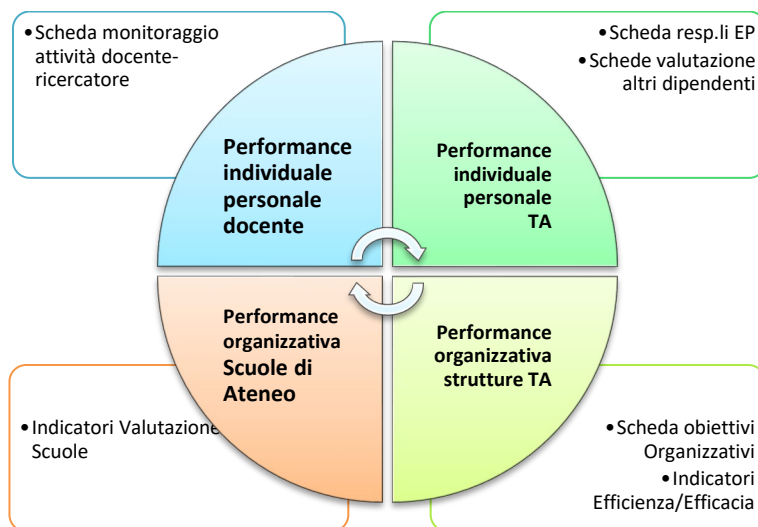 •Scheda monitoraggio
attività docente-
ricercatore
•Scheda resp.li EP
•Schede valutazione
altri dipendenti
Performance
individuale
personale
docente
Performance
individuale
personale
TA
Performance
organizzativa
Scuole di
Ateneo
Performance
organizzativa
strutture TA
•Indicatori Valutazione
Scuole
•Scheda obiettivi
Organizzativi
•Indicatori
Efficienza/Efficacia